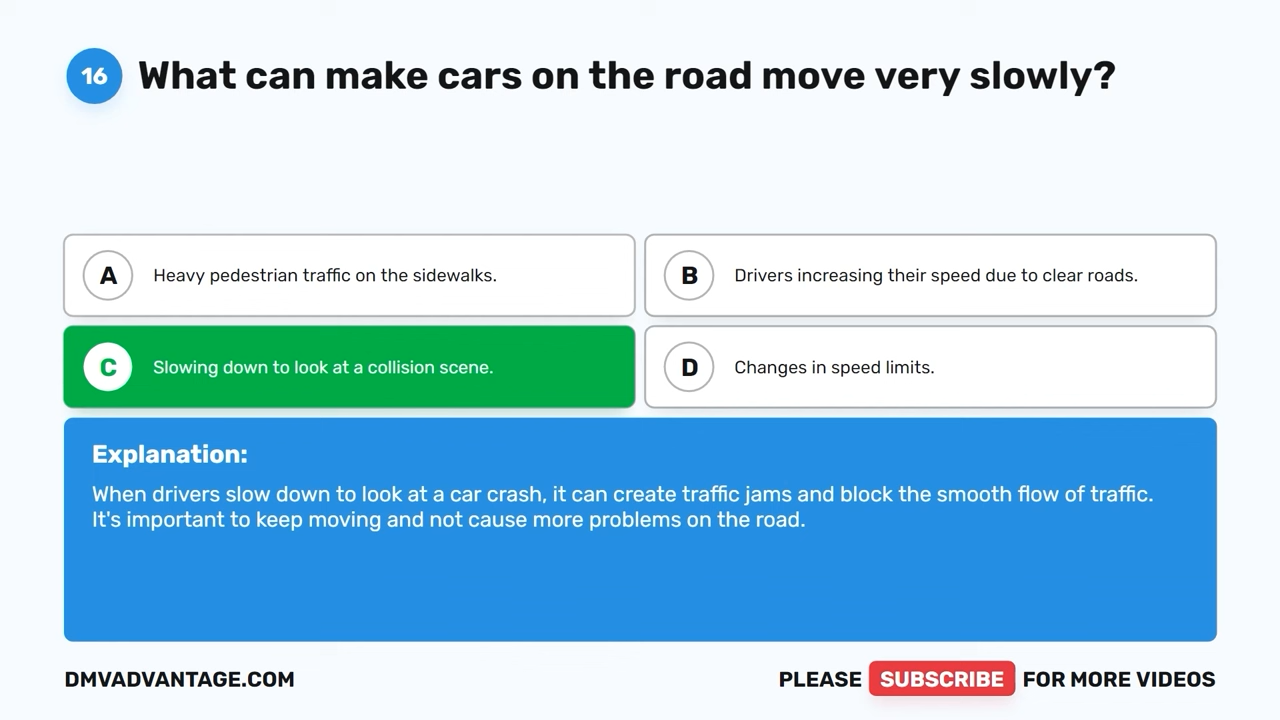 16 What can make cars on the road move very slowly?
A Heavy pedestrian traffic on the sidewalks.
B Drivers increasing their speed due to clear roads.
C Slowing down to look at a collision scene.
D Changes in speed limits.
Explanation:
When drivers slow down to look at a car crash, it can create traffic jams and block the smooth flow of traffic.
It's important to keep moving and not cause more problems on the road.
DMVADVANTAGE.COM
PLEASE SUBSCRIBE FOR MORE VIDEOS